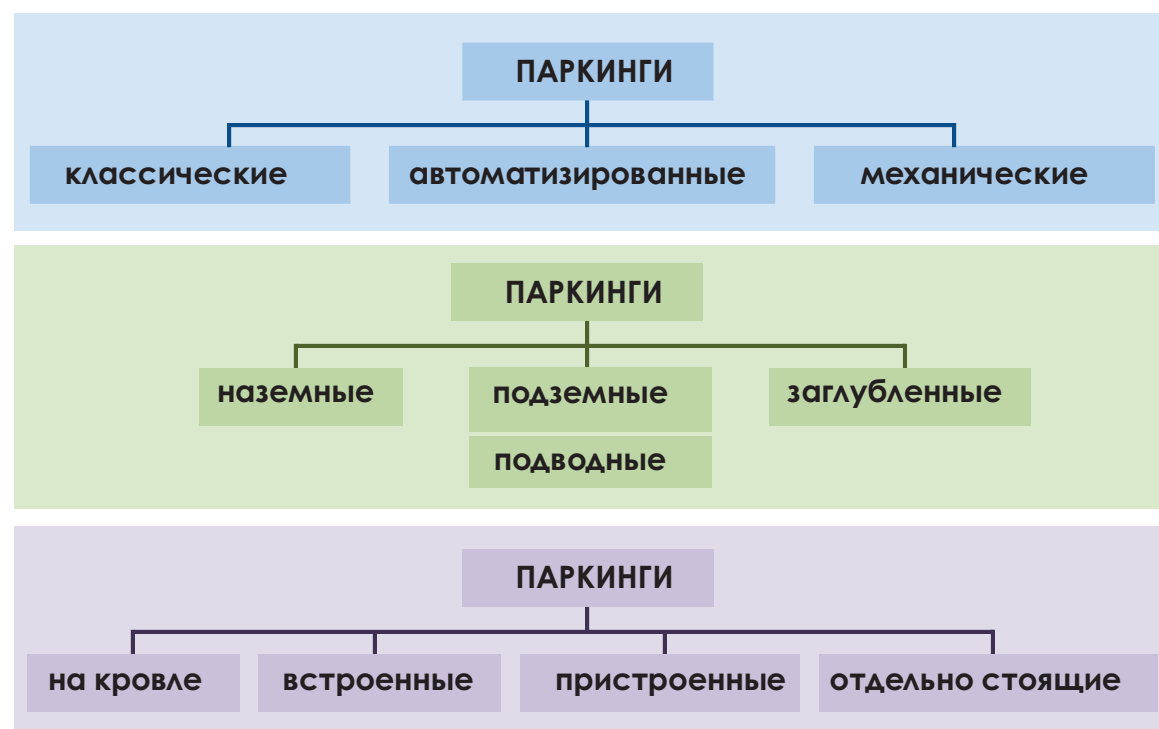 ПАРКИНГИ
классические автоматизированные механические
ПАРКИНГИ
наземные подземные заглубленные
подводные
ПАРКИНГИ
на кровле встроенные пристроенные отдельно стоящие